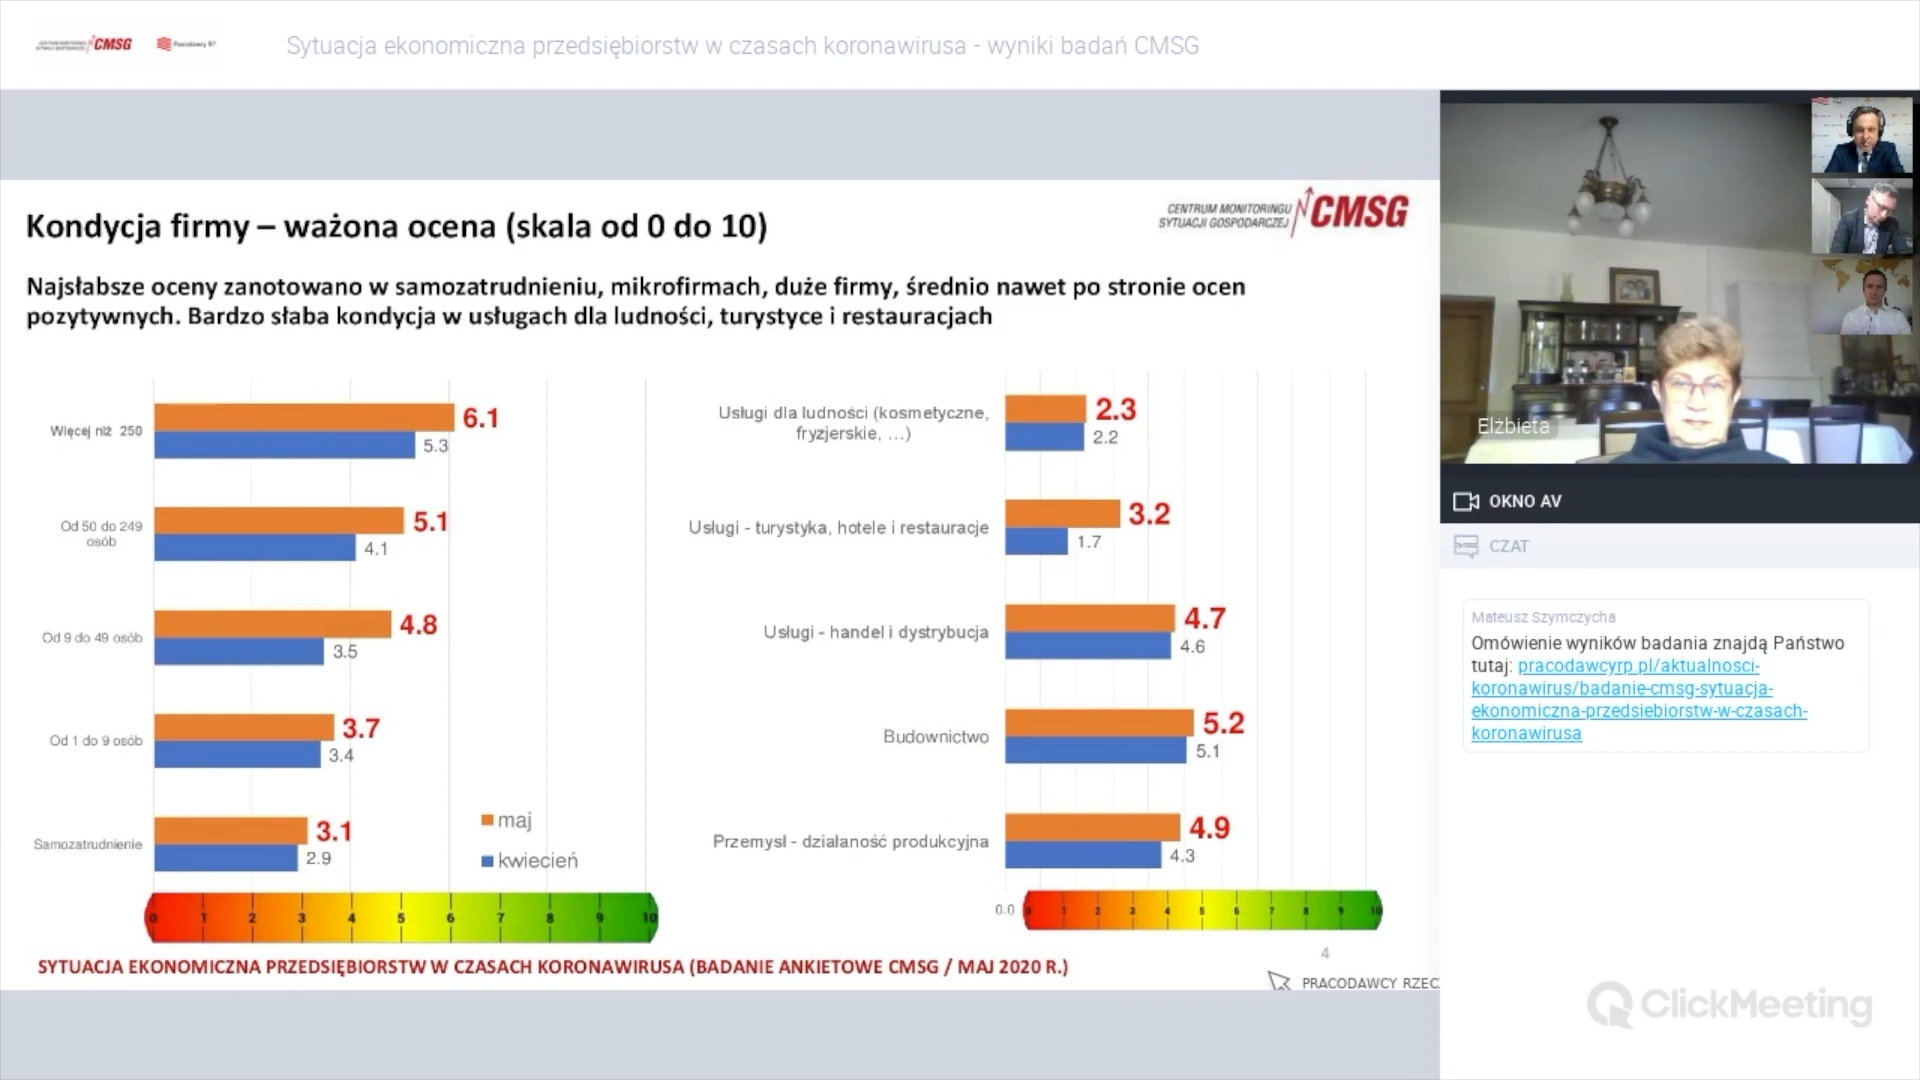 CMSG
Pracodawcy RP
Sytuacja ekonomiczna przedsiębiorstw w czasach koronawirusa - wyniki badań CMSG
Kondycja firmy – ważona ocena (skala od 0 do 10)
CENTRUM MONITORINGU
SYTUACJI GOSPODARCZEJ
CMSG
Najsłabsze oceny zanotowano w samozatrudnieniu, mikrofirmach, duże firmy, średnio nawet po stronie ocen
pozytywnych. Bardzo słaba kondycja w usługach dla ludności, turystyce i restauracjach
Więcej niż 250
6.1
5.3
Od 50 do 249
osób
5.1
4.1
Od 9 do 49 osób
4.8
3.5
Od 1 do 9 osób
3.7
3.4
Samozatrudnienie
3.1
2.9
maj
kwiecień
0 1 2 3 4 5 6 7 8 9 10
Usługi dla ludności (kosmetyczne,
fryzjerskie, ...)
2.3
2.2
Usługi - turystyka, hotele i restauracje
3.2
1.7
Usługi - handel i dystrybucja
4.7
4.6
Budownictwo
5.2
5.1
Przemysł - działaność produkcyjna
4.9
4.3
0.0
0 1 2 3 4 5 6 7 8 9 10
4
SYTUACJA EKONOMICZNA PRZEDSIĘBIORSTW W CZASACH KORONAWIRUSA (BADANIE ANKIETOWE CMSG / MAJ 2020 R.)
PRACODAWCY RZEC
Elżbieta
OKNO AV
CZAT
Mateusz Szymczycha
Omówienie wyników badania znajdą Państwo
tutaj: pracodawcyrp.pl/aktualnosci-
koronawirus/badanie-cmsg-sytuacja-
ekonomiczna-przedsiebiorstw-w-czasach-
koronawirusa
ClickMeeting